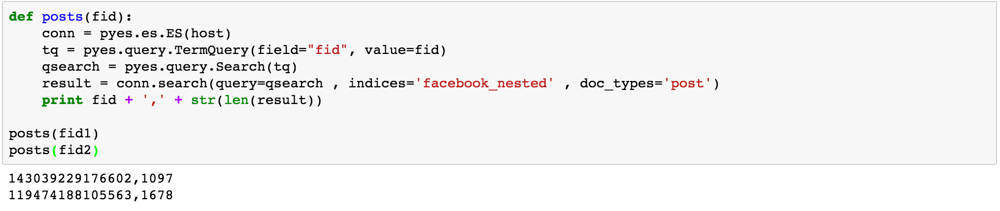 def posts(fid):
    conn = pyes.es.ES(host)
    tq = pyes.query.TermQuery(field="fid", value=fid)
    qsearch = pyes.query.Search(tq)
    result = conn.search(query=qsearch , indices='facebook_nested' , doc_types='post')
    print fid + ',' + str(len(result))

posts(fid1)
posts(fid2)
143039229176602,1097
119474188105563,1678